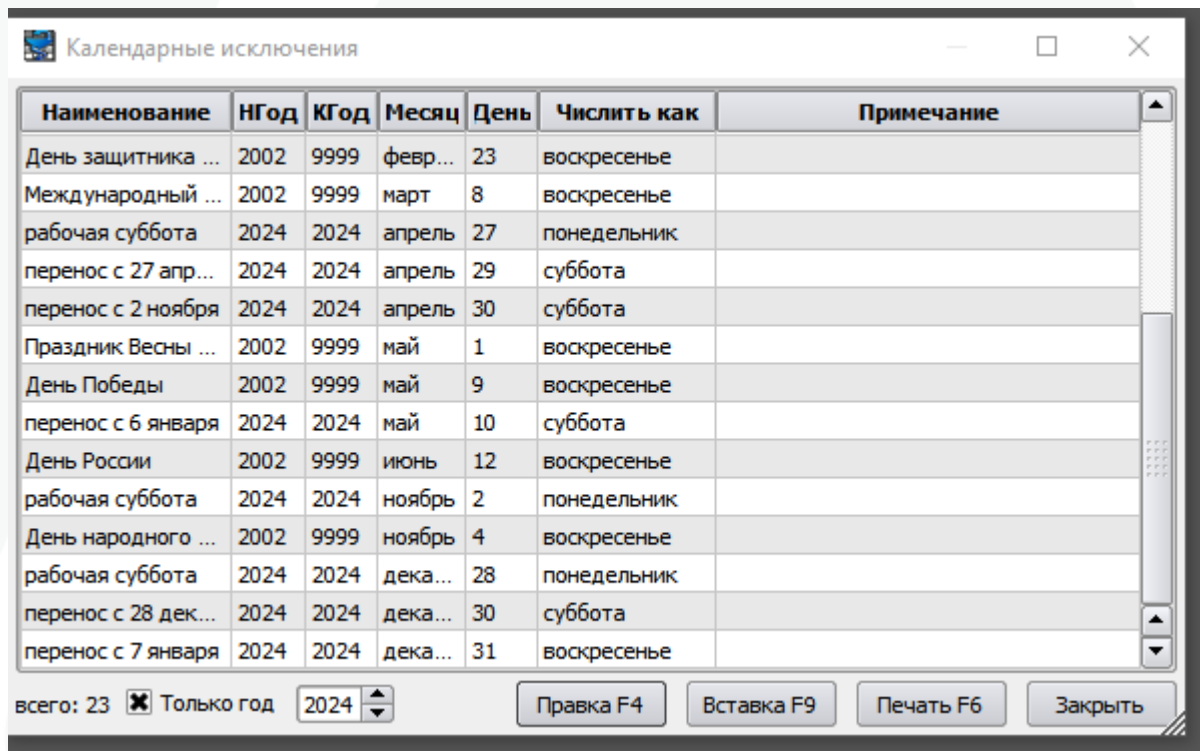 Календарные исключения
Наименование НГод КГод Месяц День Числить как Примечание
День защитника ... 2002 9999 февр... 23 воскресенье
Международный ... 2002 9999 март 8 воскресенье
рабочая суббота 2024 2024 апрель 27 понедельник
перенос с 27 апр... 2024 2024 апрель 29 суббота
перенос с 2 ноября 2024 2024 апрель 30 суббота
Праздник Весны ... 2002 9999 май 1 воскресенье
День Победы 2002 9999 май 9 воскресенье
перенос с 6 января 2024 2024 май 10 суббота
День России 2002 9999 июнь 12 воскресенье
рабочая суббота 2024 2024 ноябрь 2 понедельник
День народного ... 2002 9999 ноябрь 4 воскресенье
рабочая суббота 2024 2024 дека... 28 понедельник
перенос с 28 дек... 2024 2024 дека... 30 суббота
перенос с 7 января 2024 2024 дека... 31 воскресенье
всего: 23 Только год 2024 Правка F4 Вставка F9 Печать F6 Закрыть